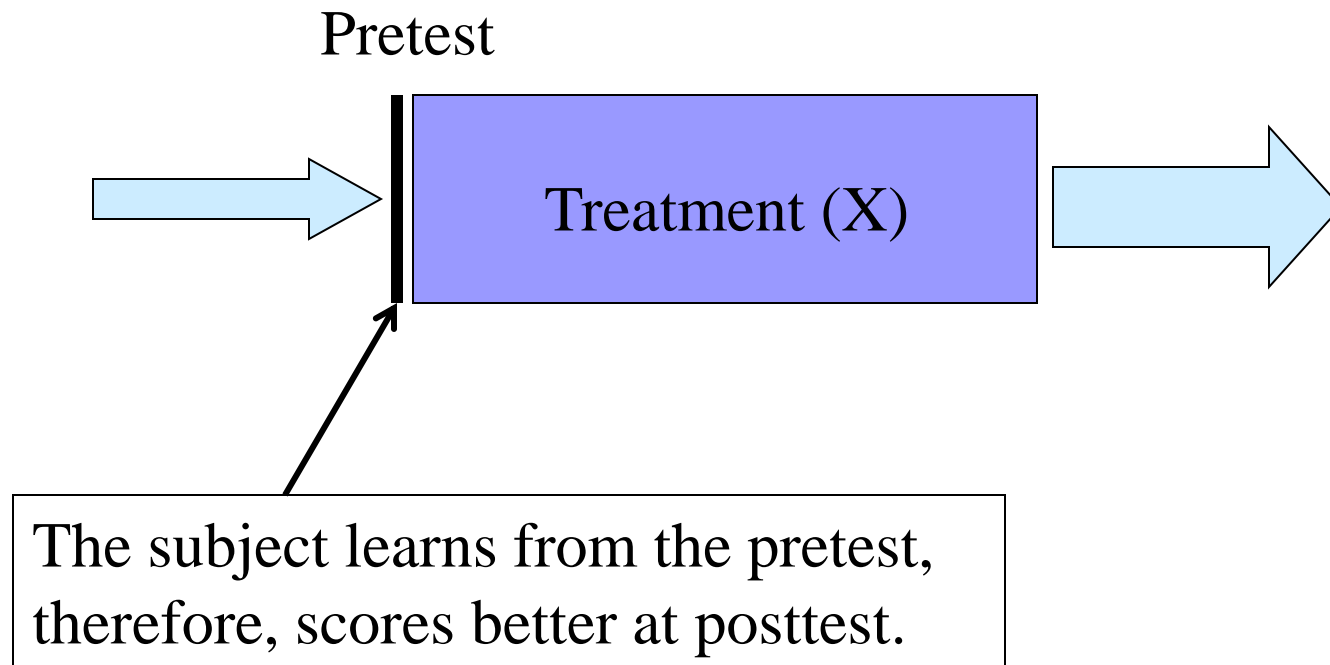 Pretest
Treatment (X)
The subject learns from the pretest,
therefore, scores better at posttest.